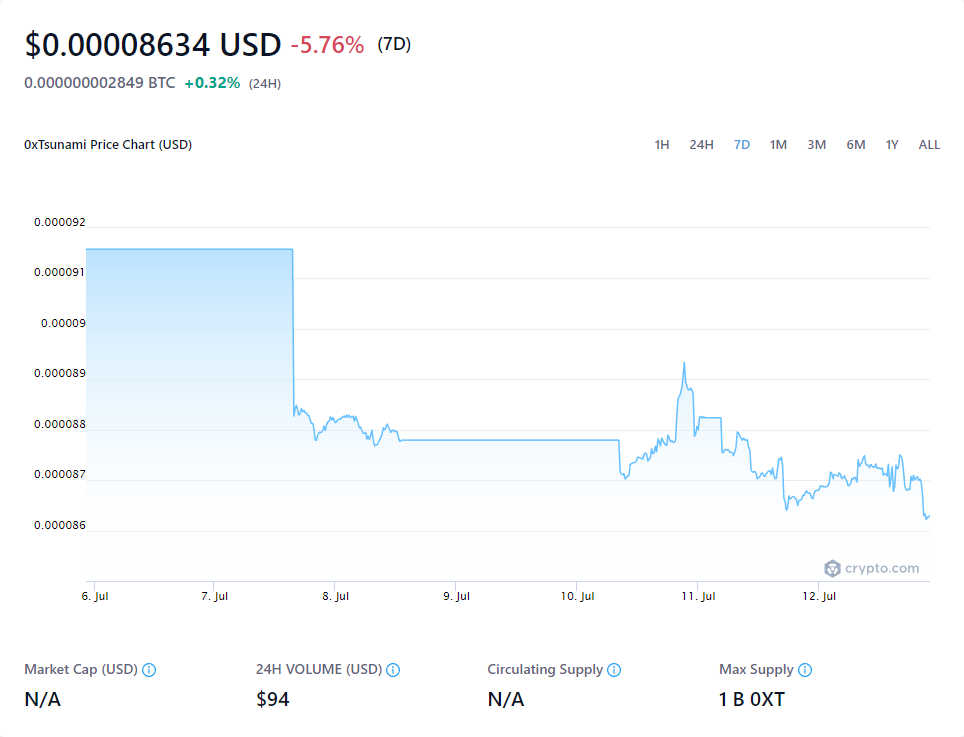 $0.00008634 USD -5.76% (7D)
0.000000002849 BTC +0.32% (24H)
0xTsunami Price Chart (USD)
1H 24H 7D 1M 3M 6M 1Y ALL
0.000092
0.000091
0.00009
0.000089
0.000088
0.000087
0.000086
crypto.com
6. Jul 7. Jul 8. Jul 9. Jul 10. Jul 11. Jul 12. Jul
Market Cap (USD) 24H VOLUME (USD) Circulating Supply Max Supply
N/A $94 N/A 1 B 0XT